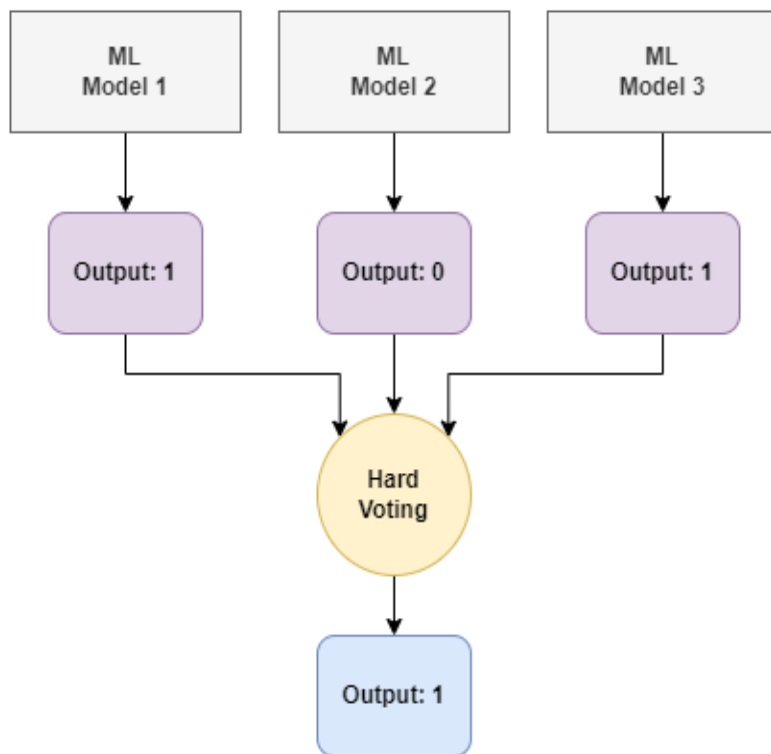 ML
Model 1
ML
Model 2
ML
Model 3
Output: 1
Output: 0
Output: 1
Hard
Voting
Output: 1